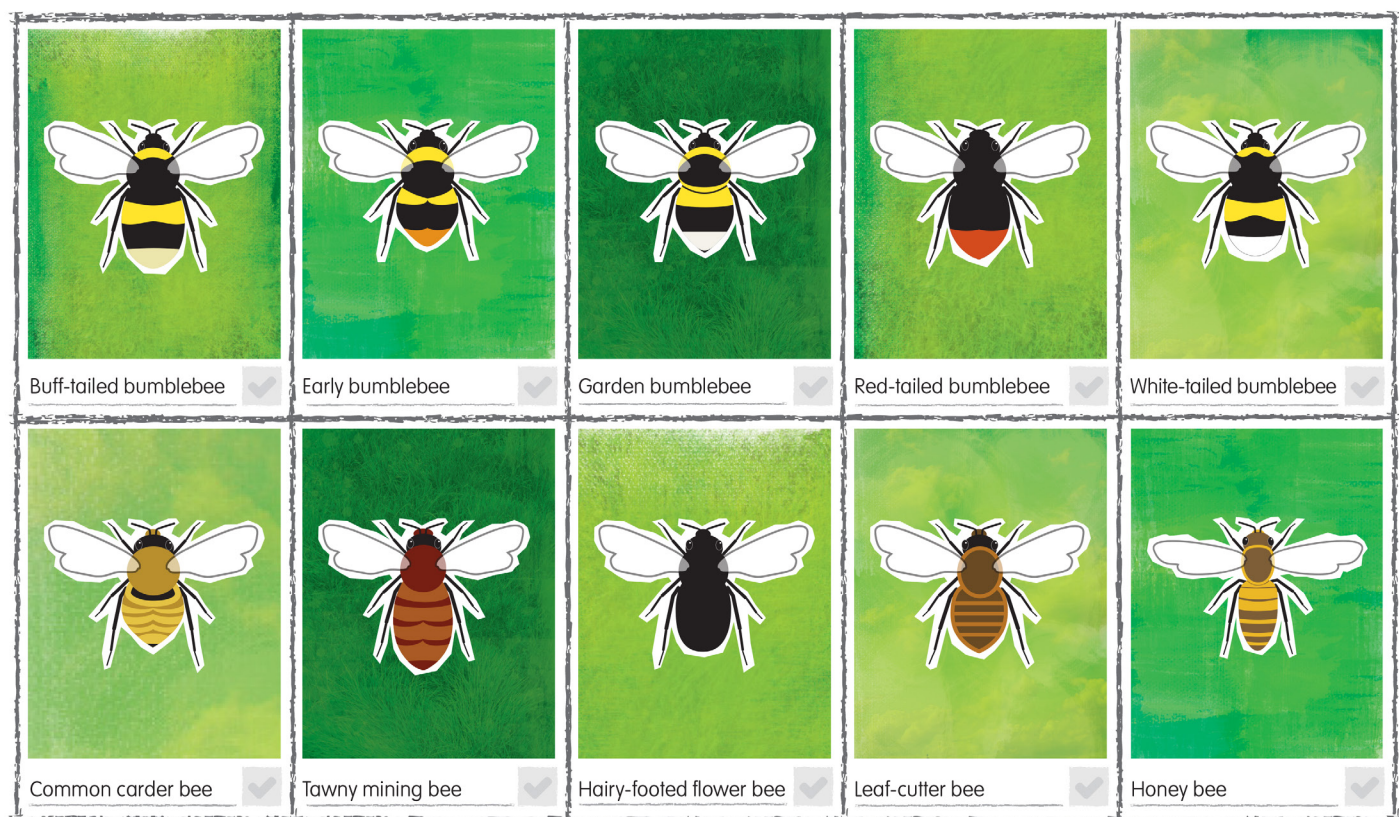 Buff-tailed bumblebee
Early bumblebee
Garden bumblebee
Red-tailed bumblebee
White-tailed bumblebee
Common carder bee
Tawny mining bee
Hairy-footed flower bee
Leaf-cutter bee
Honey bee